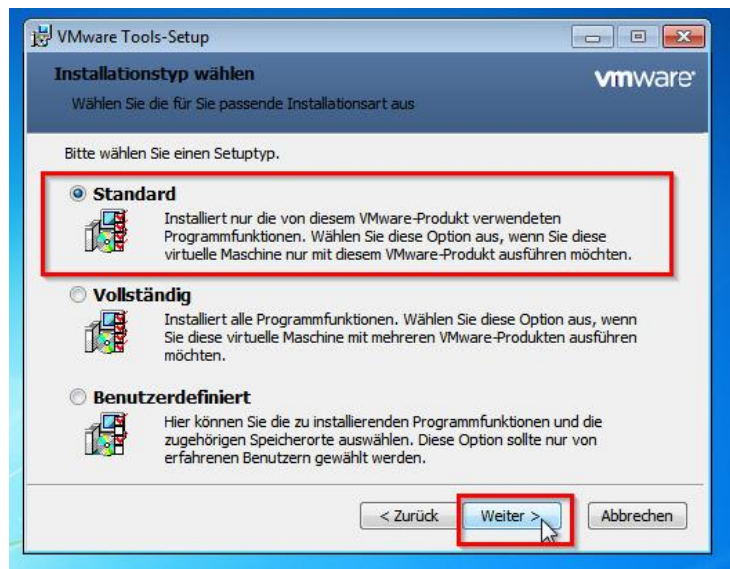 VMware Tools-Setup
Installationstyp wählen
vmware
Wählen Sie die für Sie passende Installationsart aus
Bitte wählen Sie einen Setuptyp.
Standard
Installiert nur die von diesem VMware-Produkt verwendeten
Programmfunktionen. Wählen Sie diese Option aus, wenn Sie diese
virtuelle Maschine nur mit diesem VMware-Produkt ausführen möchten.
Vollständig
Installiert alle Programmfunktionen. Wählen Sie diese Option aus, wenn
Sie diese virtuelle Maschine mit mehreren VMware-Produkten ausführen
möchten.
Benutzerdefiniert
Hier können Sie die zu installierenden Programmfunktionen und die
zugehörigen Speicherorte auswählen. Diese Option sollte nur von
erfahrenen Benutzern gewählt werden.
< Zurück Weiter > Abbrechen